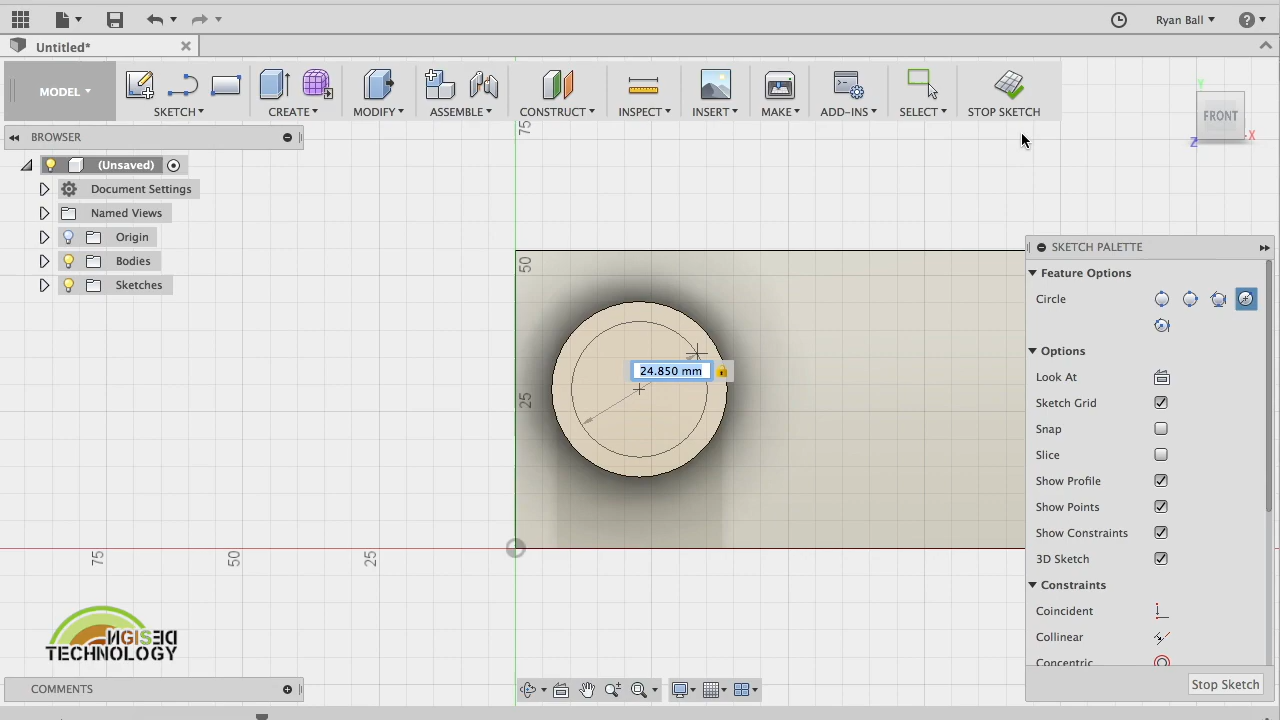 Ryan Ball
Untitled*
MODEL
SKETCH
CREATE
MODIFY
ASSEMBLE
CONSTRUCT
INSPECT
INSERT
MAKE
ADD-INS
SELECT
STOP SKETCH
FRONT
Y
X
Z
BROWSER
(Unsaved)
Document Settings
Named Views
Origin
Bodies
Sketches
75
50
25
75
50
25
24.850 mm
SKETCH PALETTE
Feature Options
Circle
Options
Look At
Sketch Grid
Snap
Slice
Show Profile
Show Points
Show Constraints
3D Sketch
Constraints
Coincident
Collinear
Concentric
Stop Sketch
DESIGN
TECHNOLOGY
COMMENTS